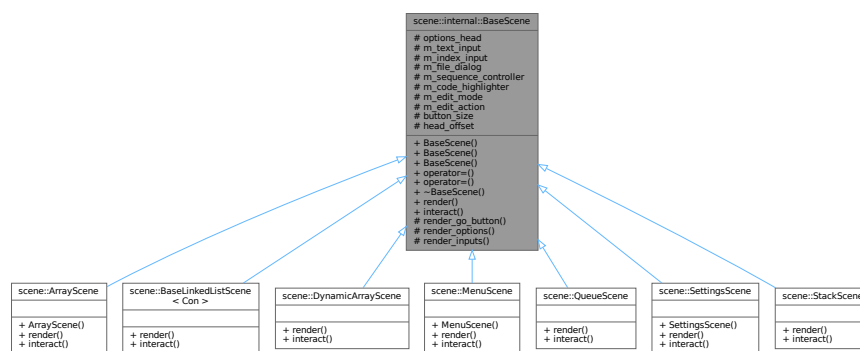 scene::internal::BaseScene
# options_head
# m_text_input
# m_index_input
# m_file_dialog
# m_sequence_controller
# m_code_highlighter
# m_edit_mode
# m_edit_action
# button_size
# head_offset
+ BaseScene()
+ BaseScene()
+ BaseScene()
+ operator=()
+ operator=()
+ ~BaseScene()
+ render()
+ interact()
# render_go_button()
# render_options()
# render_inputs()
scene::ArrayScene
+ ArrayScene()
+ render()
+ interact()
scene::BaseLinkedListScene
< Con >
+ render()
+ interact()
scene::DynamicArrayScene
+ render()
+ interact()
scene::MenuScene
+ MenuScene()
+ render()
+ interact()
scene::QueueScene
+ render()
+ interact()
scene::SettingsScene
+ SettingsScene()
+ render()
+ interact()
scene::StackScene
+ render()
+ interact()